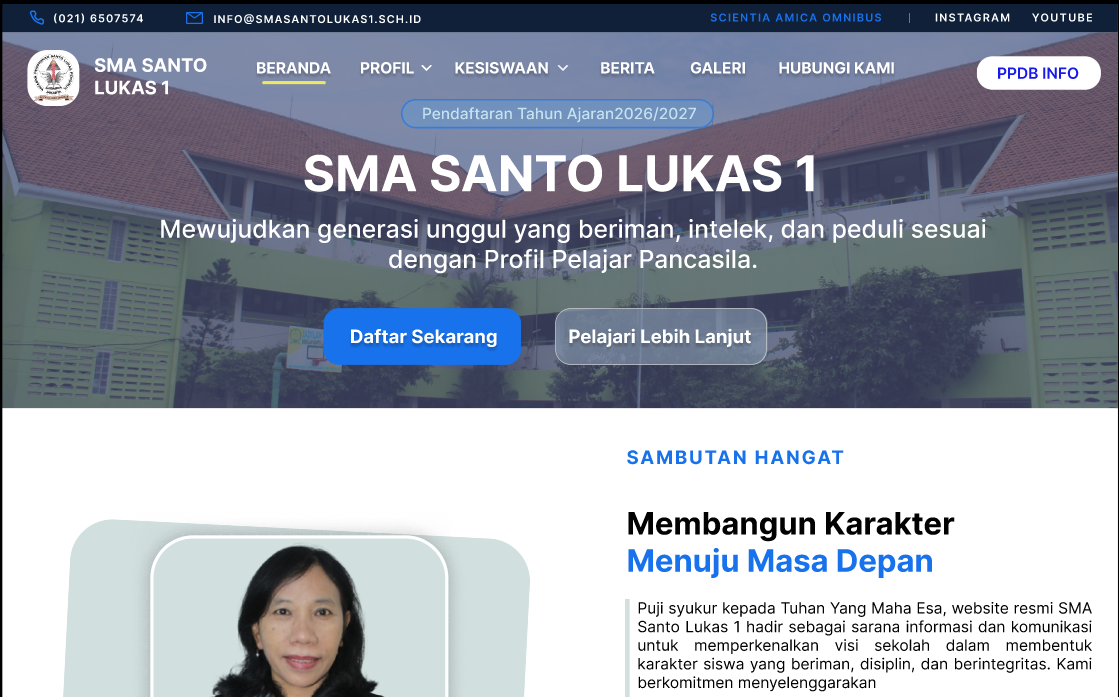 (021) 6507574 INFO@SMASANTOLUKAS1.SCH.ID SCIENTIA AMICA OMNIBUS | INSTAGRAM YOUTUBE
SMA SANTO
LUKAS 1
BERANDA PROFIL KESISWAAN BERITA GALERI HUBUNGI KAMI
PPDB INFO
Pendaftaran Tahun Ajaran2026/2027
SMA SANTO LUKAS 1
Mewujudkan generasi unggul yang beriman, intelek, dan peduli sesuai
dengan Profil Pelajar Pancasila.
Daftar Sekarang Pelajari Lebih Lanjut
SAMBUTAN HANGAT
Membangun Karakter
Menuju Masa Depan
Puji syukur kepada Tuhan Yang Maha Esa, website resmi SMA
Santo Lukas 1 hadir sebagai sarana informasi dan komunikasi
untuk memperkenalkan visi sekolah dalam membentuk
karakter siswa yang beriman, disiplin, dan berintegritas. Kami
berkomitmen menyelenggarakan